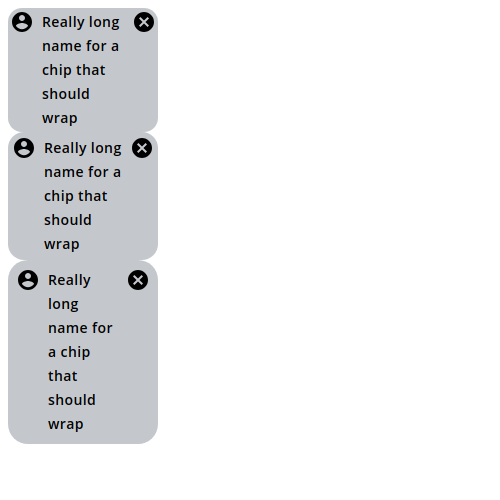 Really long
name for a
chip that
should
wrap
Really long
name for a
chip that
should
wrap
Really
long
name for
a chip
that
should
wrap